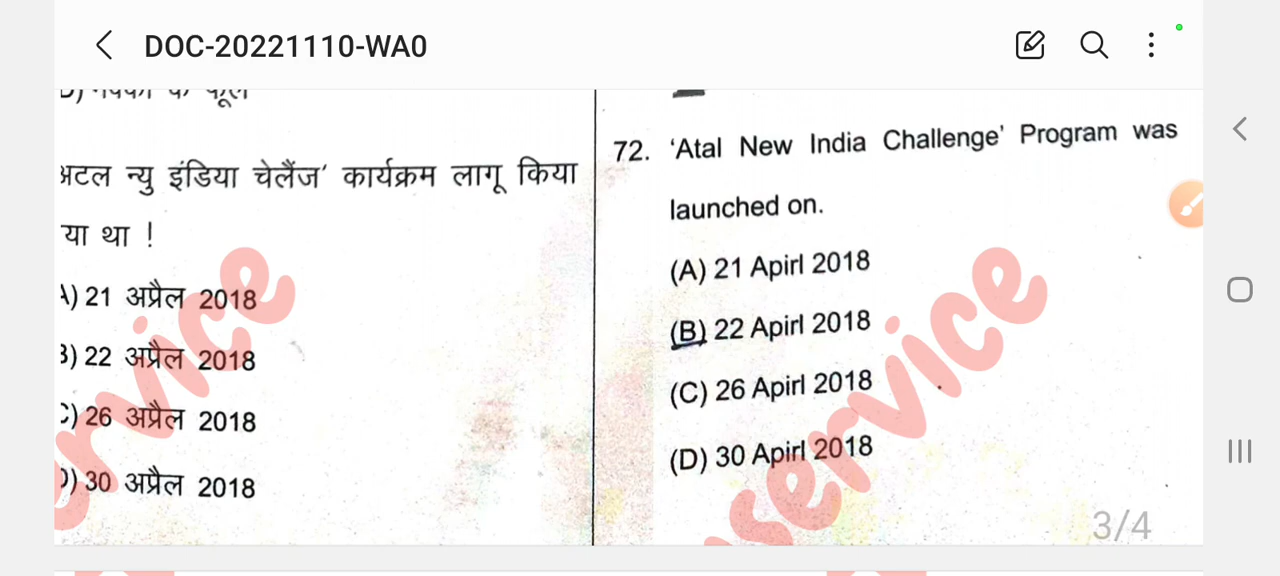 DOC-20221110-WA0
अटल न्यु इंडिया चेलैंज' कार्यक्रम लागू किया
या था !
A) 21 अप्रैल 2018
B) 22 अप्रैल 2018
C) 26 अप्रैल 2018
D) 30 अप्रैल 2018
72. 'Atal New India Challenge' Program was
launched on.
(A) 21 Apirl 2018
(B) 22 Apirl 2018
(C) 26 Apirl 2018
(D) 30 Apirl 2018
ervice
service
3/4